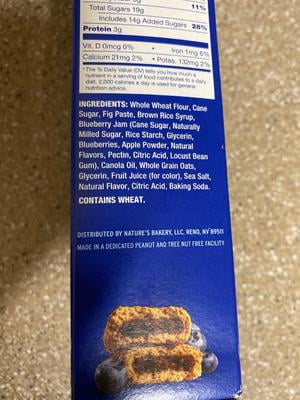 11%
Total Sugars 19g
Includes 14g Added Sugars 28%
Protein 3g
Vit. D 0mcg 0% • Iron 1mg 6%
Calcium 21mg 2% • Potas. 132mg 2%
*The % Daily Value (DV) tells you how much a
nutrient in a serving of food contributes to a daily
diet. 2,000 calories a day is used for general
nutrition advice.
INGREDIENTS: Whole Wheat Flour, Cane
Sugar, Fig Paste, Brown Rice Syrup,
Blueberry Jam (Cane Sugar, Naturally
Milled Sugar, Rice Starch, Glycerin,
Blueberries, Apple Powder, Natural
Flavors, Pectin, Citric Acid, Locust Bean
Gum), Canola Oil, Whole Grain Oats,
Glycerin, Fruit Juice (for color), Sea Salt,
Natural Flavor, Citric Acid, Baking Soda.
CONTAINS WHEAT.
DISTRIBUTED BY NATURE'S BAKERY, LLC, RENO, NV 89511
MADE IN A DEDICATED PEANUT AND TREE NUT FREE FACILITY